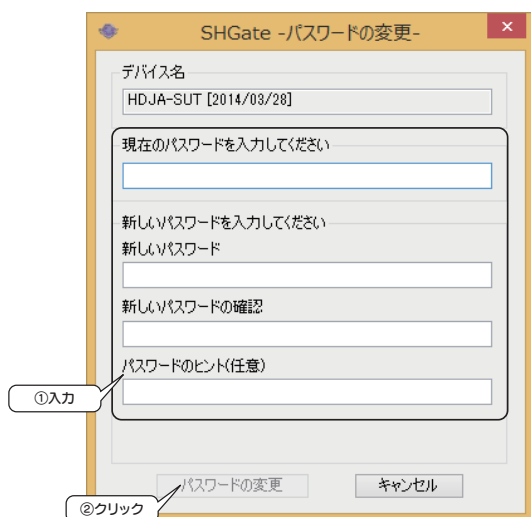 SHGate -パスワードの変更-
×
デバイス名
HDJA-SUT [2014/03/28]
現在のパスワードを入力してください
新しいパスワードを入力してください
新しいパスワード
新しいパスワードの確認
パスワードのヒント(任意)
①入力
パスワードの変更
キャンセル
②クリック